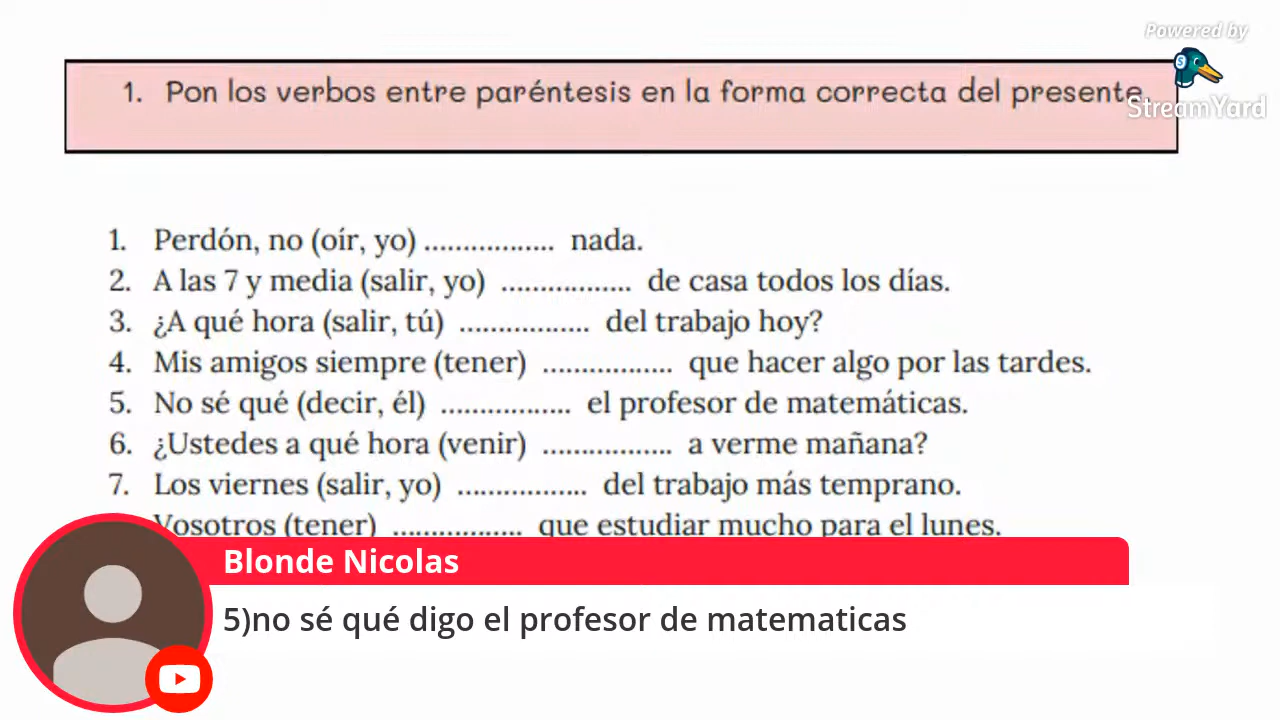 Powered by
StreamYard
1. Pon los verbos entre paréntesis en la forma correcta del presente
1. Perdón, no (oír, yo) ................. nada.
2. A las 7 y media (salir, yo) ................. de casa todos los días.
3. ¿A qué hora (salir, tú) ................. del trabajo hoy?
4. Mis amigos siempre (tener) ................. que hacer algo por las tardes.
5. No sé qué (decir, él) ................. el profesor de matemáticas.
6. ¿Ustedes a qué hora (venir) ................. a verme mañana?
7. Los viernes (salir, yo) ................. del trabajo más temprano.
Vosotros (tener) ................. que estudiar mucho para el lunes.
Blonde Nicolas
5)no sé qué digo el profesor de matematicas